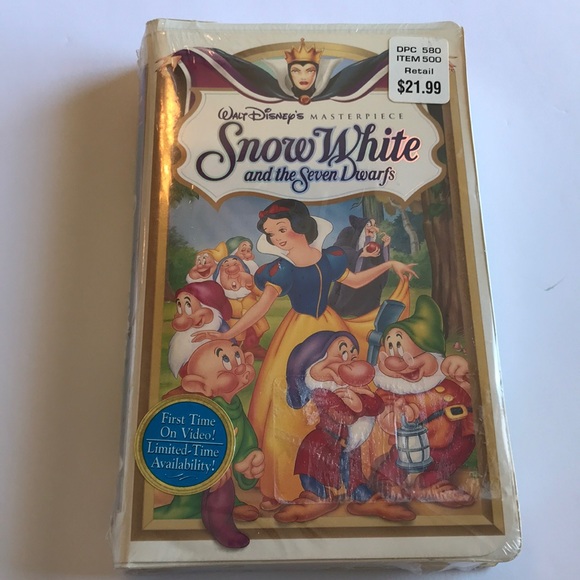 DPC 580
ITEM 500
Retail
$21.99
WALT DISNEY'S MASTERPIECE
Snow White
and the Seven Dwarfs
First Time
On Video!
Limited-Time
Availability!